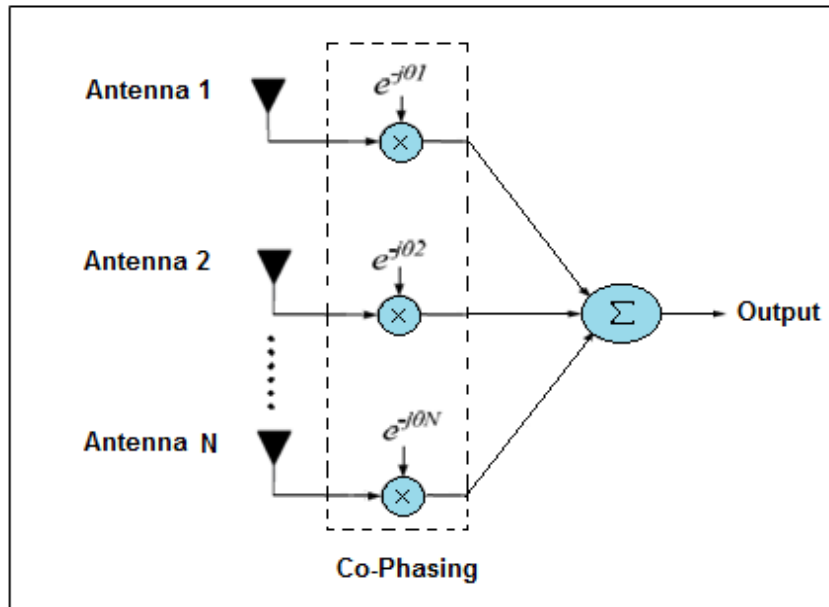 Antenna 1
e^-jθ1
×
Antenna 2
e^-jθ2
×
Σ
Output
Antenna N
e^-jθN
×
Co-Phasing